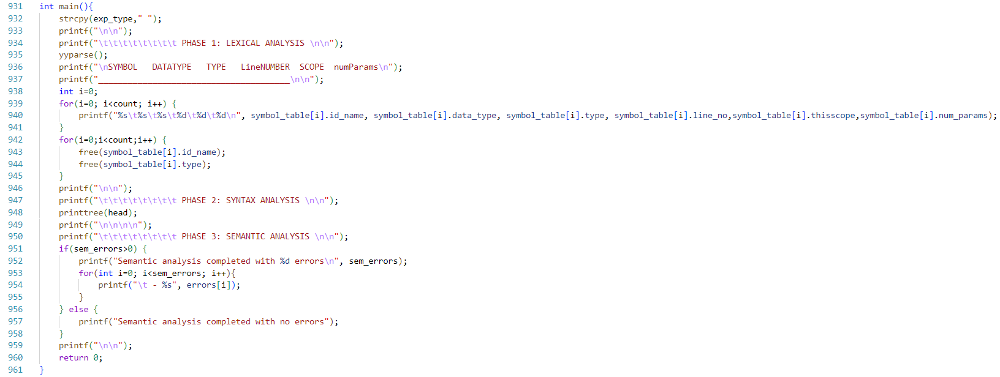 931 int main(){
932 strcpy(exp_type," ");
933 printf("\n\n");
934 printf("\t\t\t\t\t\t\t\t PHASE 1: LEXICAL ANALYSIS \n\n");
935 yyparse();
936 printf("\nSYMBOL   DATATYPE   TYPE   LineNUMBER  SCOPE  numParams\n");
937 printf("_______________________________________\n\n");
938 int i=0;
939 for(i=0; i<count; i++) {
940 printf("%s\t%s\t%s\t%d\t%d\t%d\n", symbol_table[i].id_name, symbol_table[i].data_type, symbol_table[i].type, symbol_table[i].line_no,symbol_table[i].thisscope,symbol_table[i].num_params);
941 }
942 for(i=0;i<count;i++) {
943 free(symbol_table[i].id_name);
944 free(symbol_table[i].type);
945 }
946 printf("\n\n");
947 printf("\t\t\t\t\t\t\t\t PHASE 2: SYNTAX ANALYSIS \n\n");
948 printtree(head);
949 printf("\n\n\n\n");
950 printf("\t\t\t\t\t\t\t\t PHASE 3: SEMANTIC ANALYSIS \n\n");
951 if(sem_errors>0) {
952 printf("Semantic analysis completed with %d errors\n", sem_errors);
953 for(int i=0; i<sem_errors; i++){
954 printf("\t - %s", errors[i]);
955 }
956 } else {
957 printf("Semantic analysis completed with no errors");
958 }
959 printf("\n\n");
960 return 0;
961 }